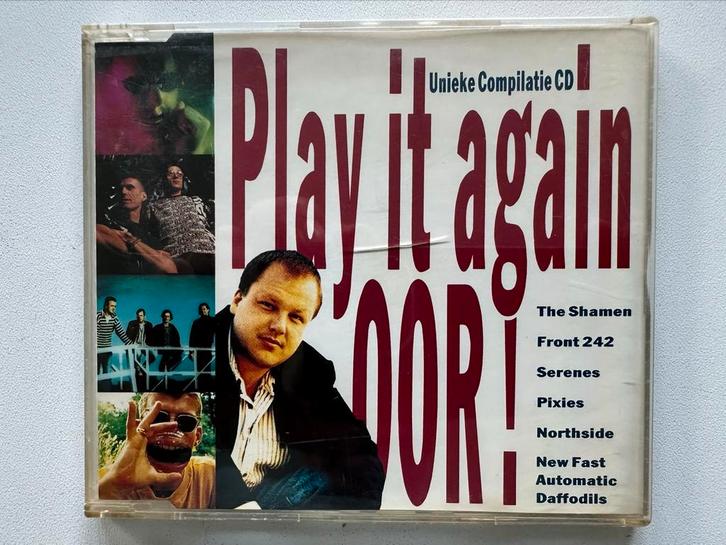 Unieke Compilatie CD
Play it again
OOR!
The Shamen
Front 242
Serenes
Pixies
Northside
New Fast
Automatic
Daffodils